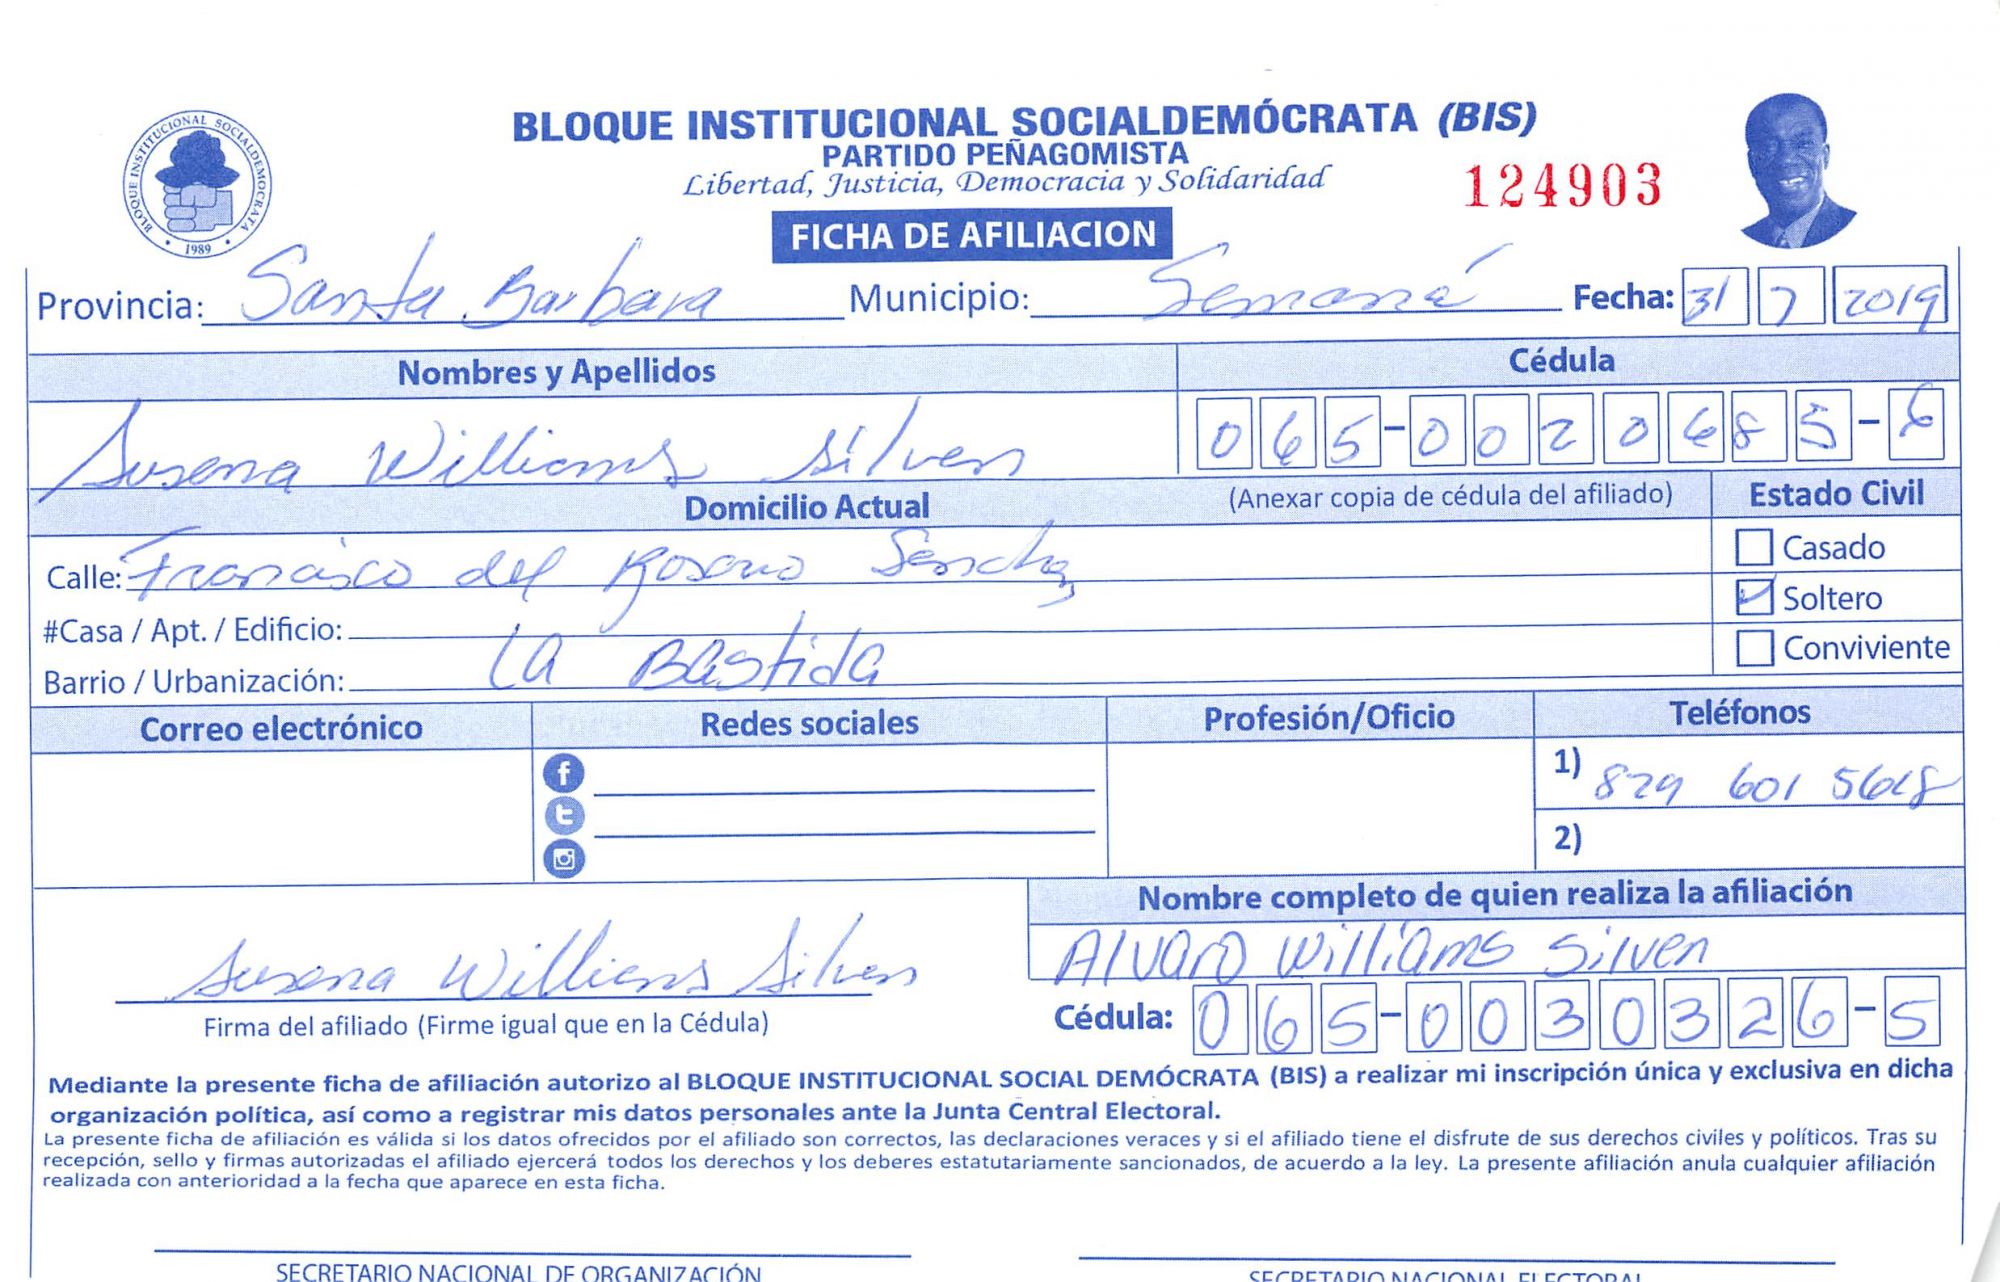 BLOQUE INSTITUCIONAL SOCIALDEMÓCRATA (BIS)
PARTIDO PEÑAGOMISTA
Libertad, Justicia, Democracia y Solidaridad
124903
BLOQUE INSTITUCIONAL SOCIALDEMOCRATA
• 1989 •
FICHA DE AFILIACION
Provincia: Santa Barbara Municipio: Semaná Fecha: 31 7 2019
Nombres y Apellidos Cédula
Susena Williams Silven 065-0020685-6
Domicilio Actual (Anexar copia de cédula del afiliado) Estado Civil
Calle: Francisco del Rosario Sanchez Casado
#Casa / Apt. / Edificio: Soltero
Barrio / Urbanización: LA Bastida Conviviente
Correo electrónico Redes sociales Profesión/Oficio Teléfonos
1) 829 601
2)
Nombre completo de quien realiza la afiliación
Alvaro Williams Silven
Susena Williams Silven
Firma del afiliado (Firme igual que en la Cédula) Cédula: 065-0030326-5
Mediante la presente ficha de afiliación autorizo al BLOQUE INSTITUCIONAL SOCIAL DEMÓCRATA (BIS) a realizar mi inscripción única y exclusiva en dicha
organización política, así como a registrar mis datos personales ante la Junta Central Electoral.
La presente ficha de afiliación es válida si los datos ofrecidos por el afiliado son correctos, las declaraciones veraces y si el afiliado tiene el disfrute de sus derechos civiles y políticos. Tras su
recepción, sello y firmas autorizadas el afiliado ejercerá todos los derechos y los deberes estatutariamente sancionados, de acuerdo a la ley. La presente afiliación anula cualquier afiliación
realizada con anterioridad a la fecha que aparece en esta ficha.
SECRETARIO NACIONAL DE ORGANIZACIÓN SECRETARIO NACIONAL ELECTORAL